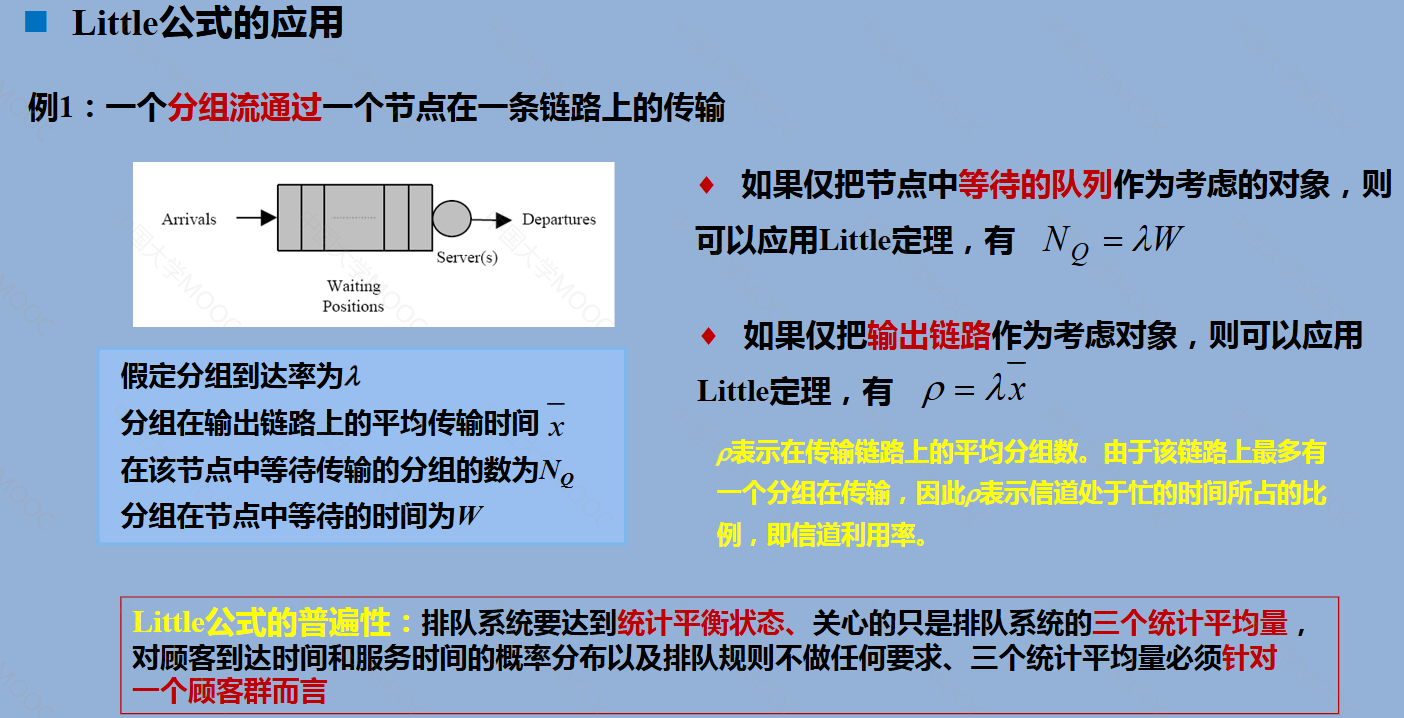 Little公式的应用
例1：一个分组流通过一个节点在一条链路上的传输
Arrivals
Departures
Server(s)
Waiting
Positions
假定分组到达率为λ
分组在输出链路上的平均传输时间 x̄
在该节点中等待传输的分组的数为N_Q
分组在节点中等待的时间为W
♦ 如果仅把节点中等待的队列作为考虑的对象，则
可以应用Little定理，有 N_Q = λW
♦ 如果仅把输出链路作为考虑对象，则可以应用
Little定理，有 ρ = λx̄
ρ表示在传输链路上的平均分组数。由于该链路上最多有
一个分组在传输，因此ρ表示信道处于忙的时间所占的比
例，即信道利用率。
Little公式的普遍性：排队系统要达到统计平衡状态、关心的只是排队系统的三个统计平均量，
对顾客到达时间和服务时间的概率分布以及排队规则不做任何要求、三个统计平均量必须针对
一个顾客群而言
中国大学MOOC